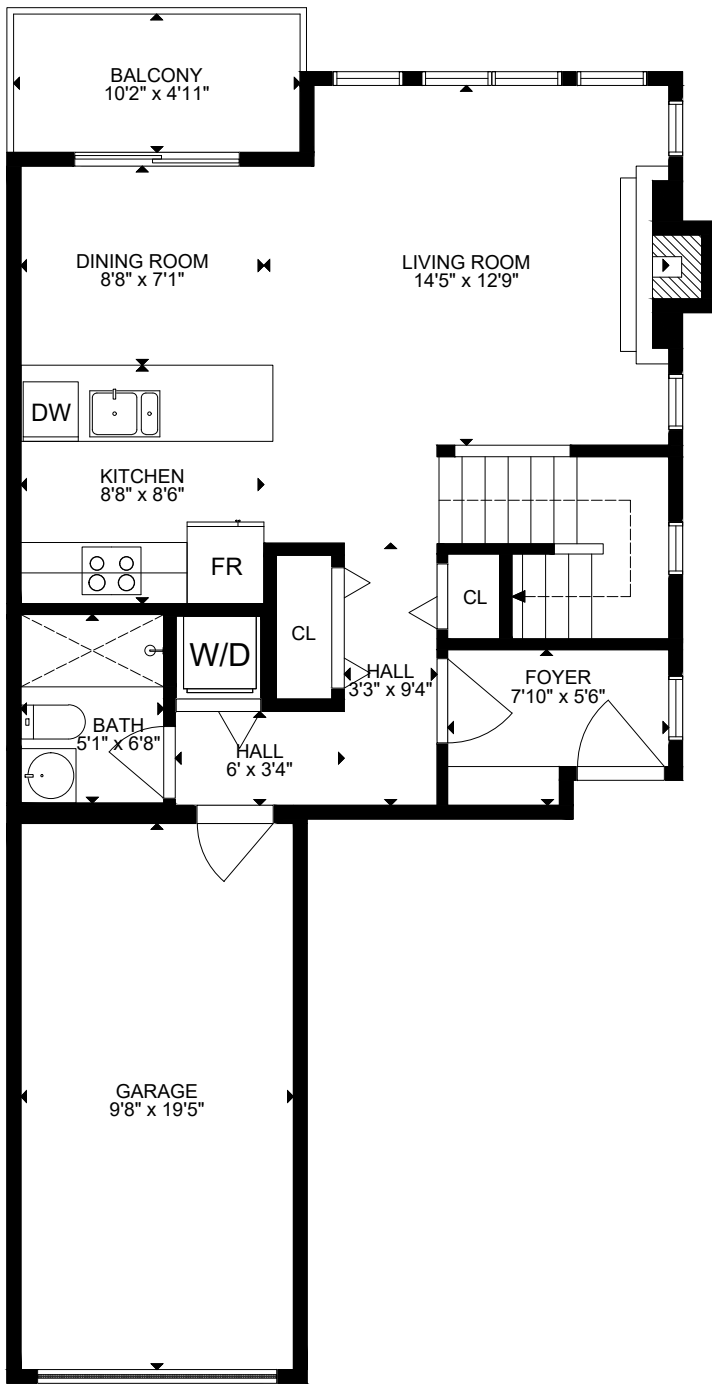 BALCONY
10'2" x 4'11"
DINING ROOM
8'8" x 7'1"
LIVING ROOM
14'5" x 12'9"
DW
KITCHEN
8'8" x 8'6"
FR
CL
CL
W/D
HALL
3'3" x 9'4"
FOYER
7'10" x 5'6"
BATH
5'1" x 6'8"
HALL
6' x 3'4"
GARAGE
9'8" x 19'5"